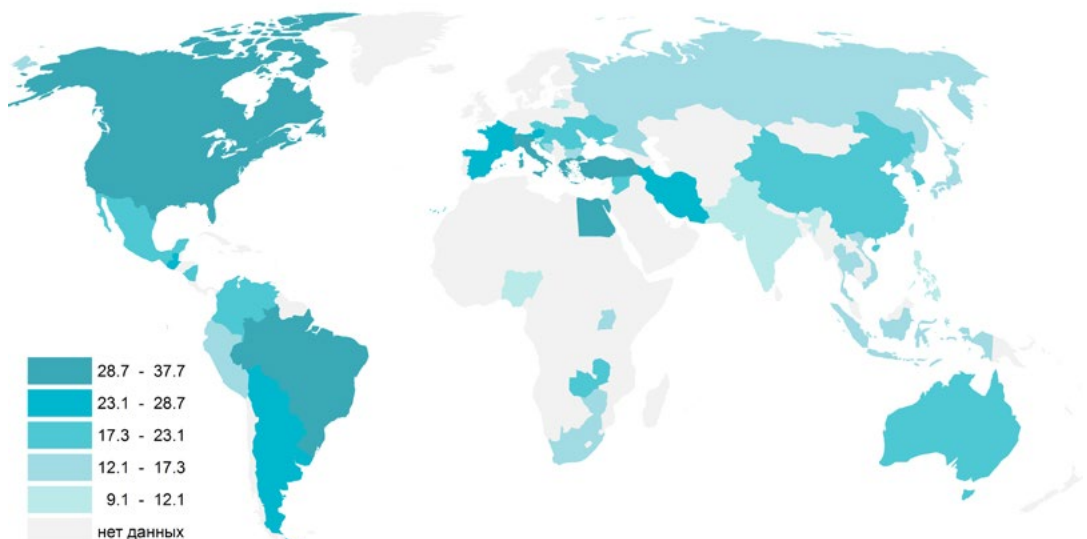 28.7 - 37.7
23.1 - 28.7
17.3 - 23.1
12.1 - 17.3
9.1 - 12.1
нет данных